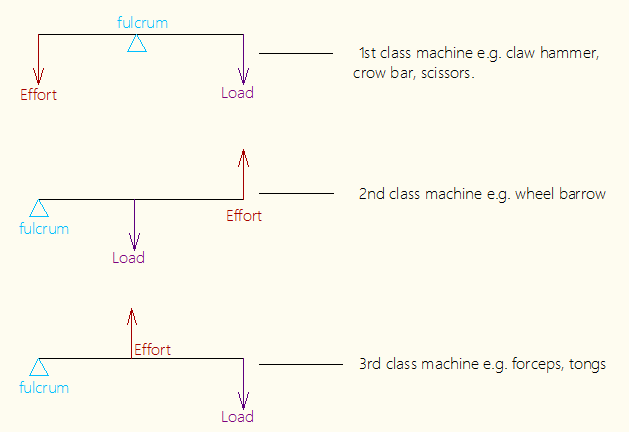 fulcrum
1st class machine e.g. claw hammer,
crow bar, scissors.
Effort
Load
2nd class machine e.g. wheel barrow
fulcrum
Effort
Load
Effort
3rd class machine e.g. forceps, tongs
fulcrum
Load